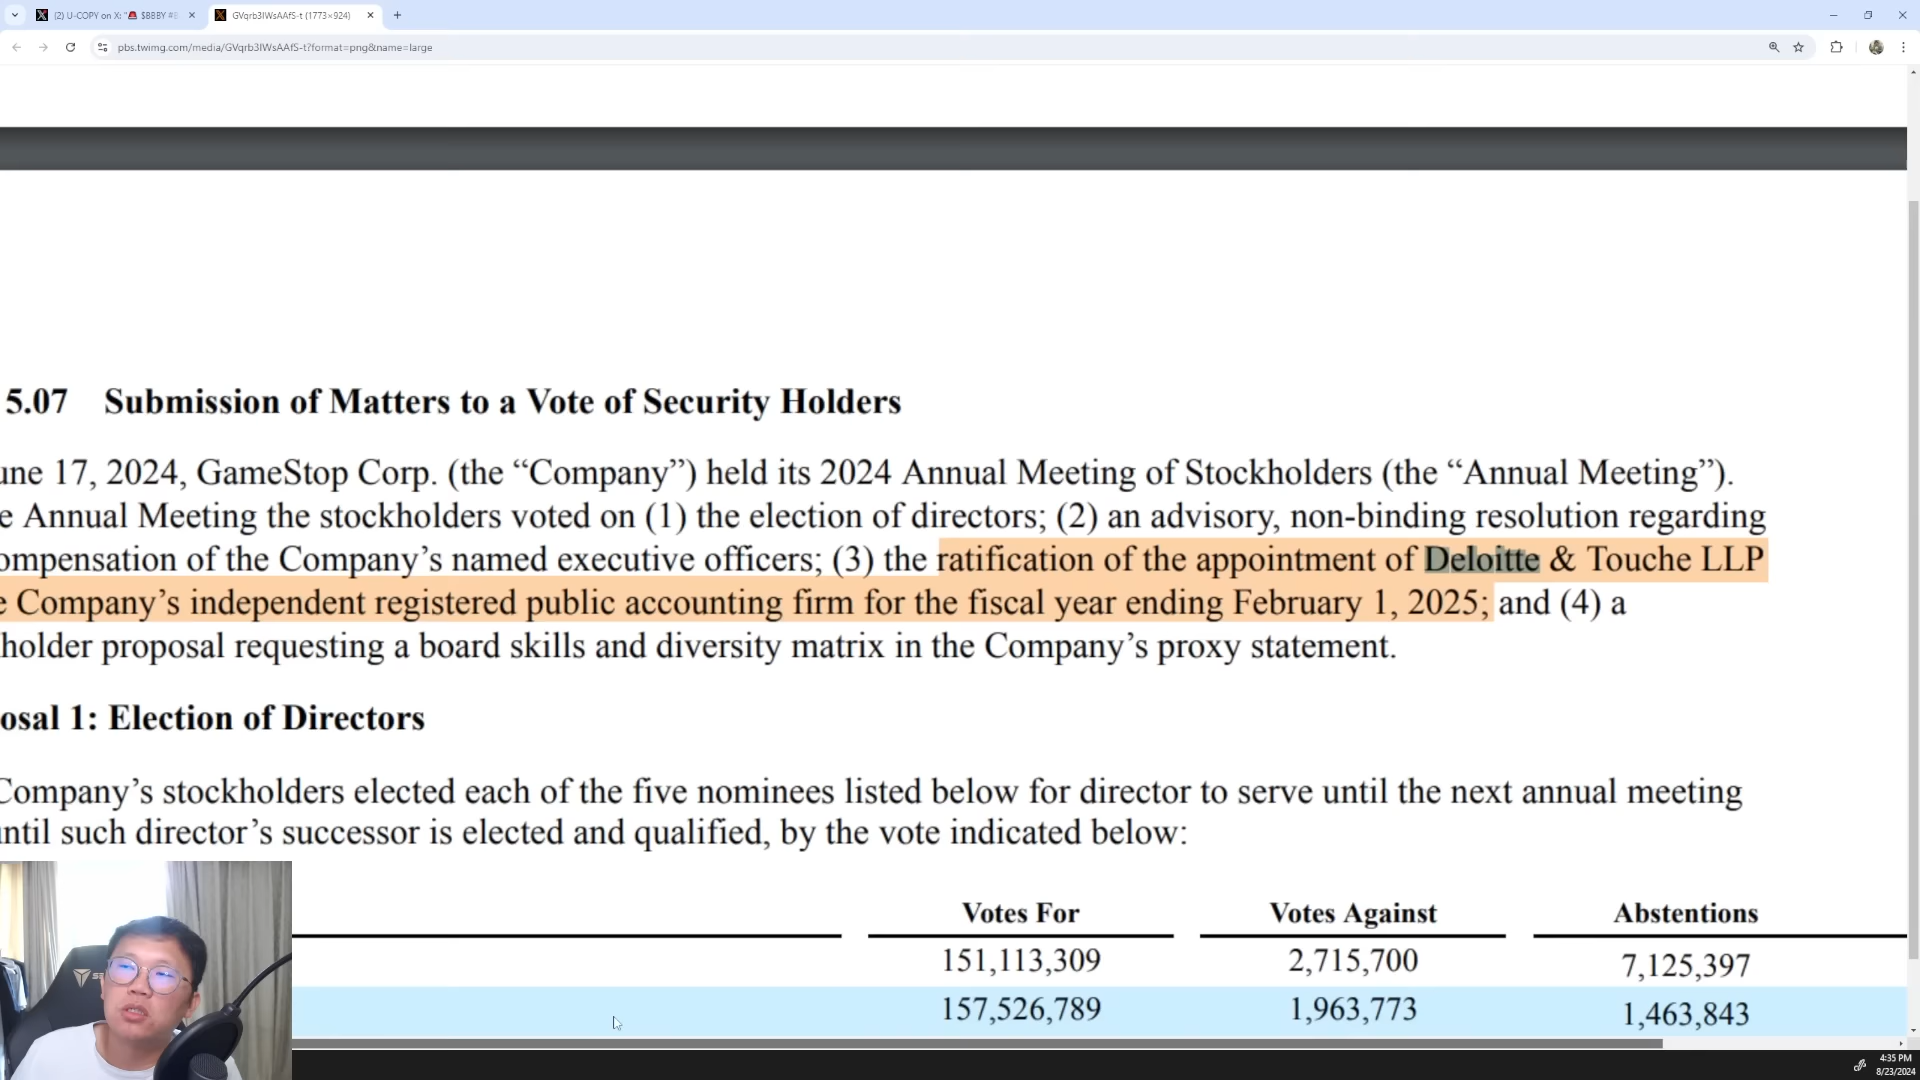 (2) U-COPY on X: "🚨 $BBBY #B
GVqrb3IWsAAfS-t (1773×924)
pbs.twimg.com/media/GVqrb3IWsAAfS-t?format=png&name=large
5.07 Submission of Matters to a Vote of Security Holders
une 17, 2024, GameStop Corp. (the “Company”) held its 2024 Annual Meeting of Stockholders (the “Annual Meeting”).
e Annual Meeting the stockholders voted on (1) the election of directors; (2) an advisory, non-binding resolution regarding
ompensation of the Company’s named executive officers; (3) the ratification of the appointment of Deloitte & Touche LLP
e Company’s independent registered public accounting firm for the fiscal year ending February 1, 2025; and (4) a
holder proposal requesting a board skills and diversity matrix in the Company’s proxy statement.
osal 1: Election of Directors
Company’s stockholders elected each of the five nominees listed below for director to serve until the next annual meeting
ntil such director’s successor is elected and qualified, by the vote indicated below:
Votes For Votes Against Abstentions
151,113,309 2,715,700 7,125,397
157,526,789 1,963,773 1,463,843
4:35 PM
8/23/2024